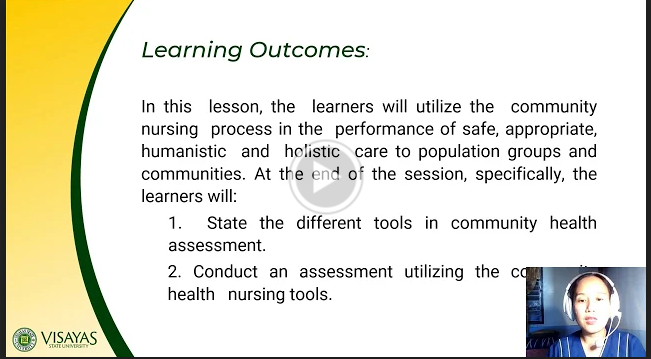 Learning Outcomes:
In this lesson, the learners will utilize the community
nursing process in the performance of safe, appropriate,
humanistic and holistic care to population groups and
communities. At the end of the session, specifically, the
learners will:
1. State the different tools in community health
assessment.
2. Conduct an assessment utilizing the
health nursing tools.
VISAYAS
STATE UNIVERSITY